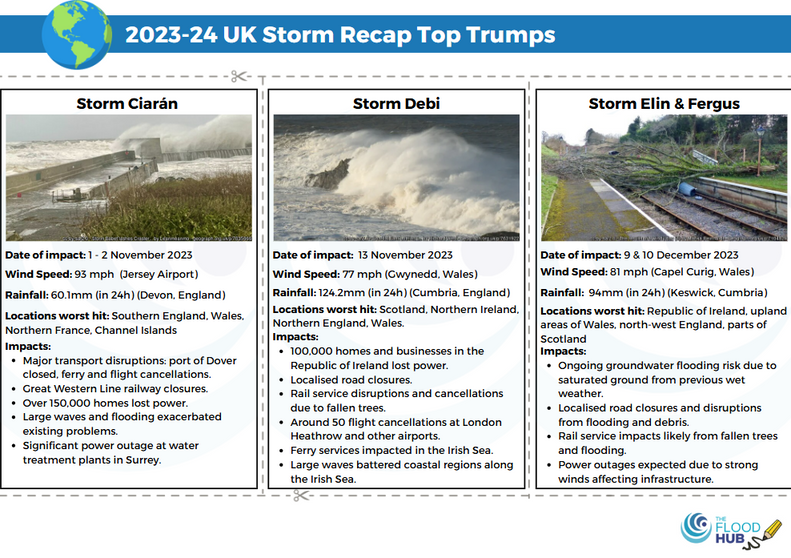 2023-24 UK Storm Recap Top Trumps
Storm Ciarán
Date of impact: 1 - 2 November 2023
Wind Speed: 93 mph (Jersey Airport)
Rainfall: 60.1mm (in 24h) (Devon, England)
Locations worst hit: Southern England, Wales,
Northern France, Channel Islands
Impacts:
• Major transport disruptions: port of Dover
closed, ferry and flight cancellations.
• Great Western Line railway closures.
• Over 150,000 homes lost power.
• Large waves and flooding exacerbated
existing problems.
• Significant power outage at water
treatment plants in Surrey.
Storm Debi
Date of impact: 13 November 2023
Wind Speed: 77 mph (Gwynedd, Wales)
Rainfall: 124.2mm (in 24h) (Cumbria, England)
Locations worst hit: Scotland, Northern Ireland,
Northern England, Wales.
Impacts:
• 100,000 homes and businesses in the
Republic of Ireland lost power.
• Localised road closures.
• Rail service disruptions and cancellations
due to fallen trees.
• Around 50 flight cancellations at London
Heathrow and other airports.
• Ferry services impacted in the Irish Sea.
• Large waves battered coastal regions along
the Irish Sea.
Storm Elin & Fergus
Date of impact: 9 & 10 December 2023
Wind Speed: 81 mph (Capel Curig, Wales)
Rainfall: 94mm (in 24h) (Keswick, Cumbria)
Locations worst hit: Republic of Ireland, upland
areas of Wales, north-west England, parts of
Scotland
Impacts:
• Ongoing groundwater flooding risk due to
saturated ground from previous wet
weather.
• Localised road closures and disruptions
from flooding and debris.
• Rail service impacts likely from fallen trees
and flooding.
• Power outages expected due to strong
winds affecting infrastructure.
THE
FLOOD
HUB